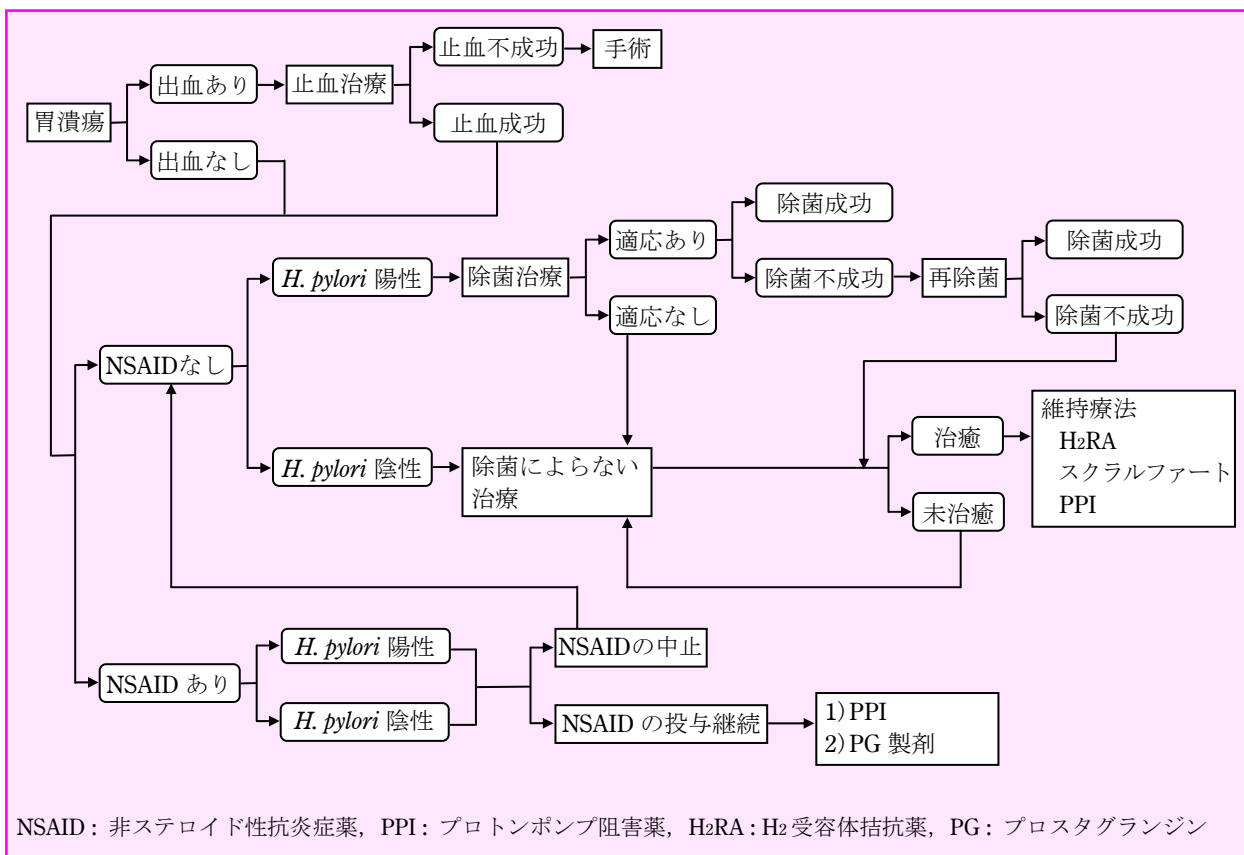 止血不成功
手術
出血あり
止血治療
胃潰瘍
止血成功
出血なし
除菌成功
適応あり
除菌成功
H. pylori 陽性
除菌治療
除菌不成功
再除菌
適応なし
除菌不成功
NSAIDなし
維持療法
H2RA
スクラルファート
PPI
治癒
H. pylori 陰性
除菌によらない
治療
未治癒
H. pylori 陽性
NSAIDの中止
NSAID あり
H. pylori 陰性
NSAID の投与継続
1) PPI
2) PG 製剤
NSAID : 非ステロイド性抗炎症薬, PPI : プロトンポンプ阻害薬, H2RA : H2 受容体拮抗薬, PG : プロスタグランジン